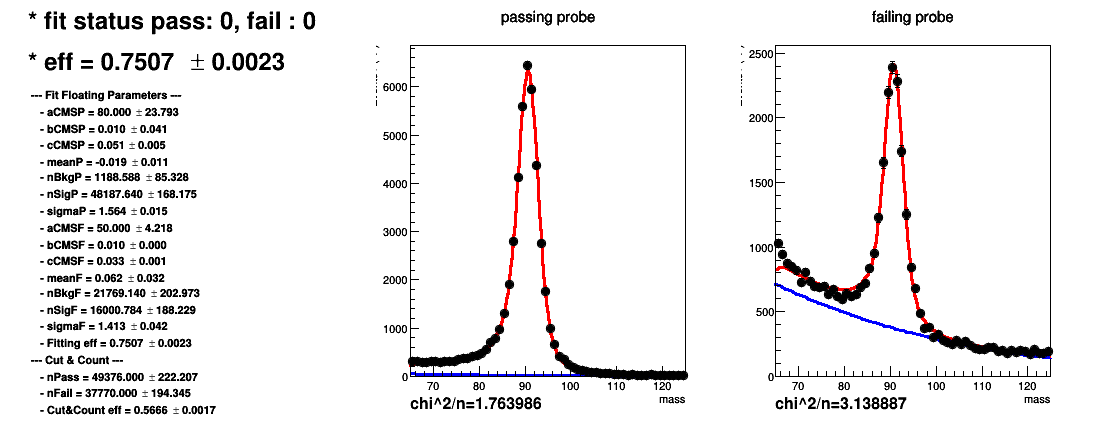 * fit status pass: 0, fail : 0
* eff = 0.7507 ± 0.0023
--- Fit Floating Parameters ---
- aCMSP = 80.000 ± 23.793
- bCMSP = 0.010 ± 0.041
- cCMSP = 0.051 ± 0.005
- meanP = -0.019 ± 0.011
- nBkgP = 1188.588 ± 85.328
- nSigP = 48187.640 ± 168.175
- sigmaP = 1.564 ± 0.015
- aCMSF = 50.000 ± 4.218
- bCMSF = 0.010 ± 0.000
- cCMSF = 0.033 ± 0.001
- meanF = 0.062 ± 0.032
- nBkgF = 21769.140 ± 202.973
- nSigF = 16000.784 ± 188.229
- sigmaF = 1.413 ± 0.042
- Fitting eff = 0.7507 ± 0.0023
--- Cut & Count ---
- nPass = 49376.000 ± 222.207
- nFail = 37770.000 ± 194.345
- Cut&Count eff = 0.5666 ± 0.0017
passing probe
6000
5000
4000
3000
2000
1000
0
70 80 90 100 110 120
mass
chi^2/n=1.763986
failing probe
2500
2000
1500
1000
500
0
70 80 90 100 110 120
mass
chi^2/n=3.138887